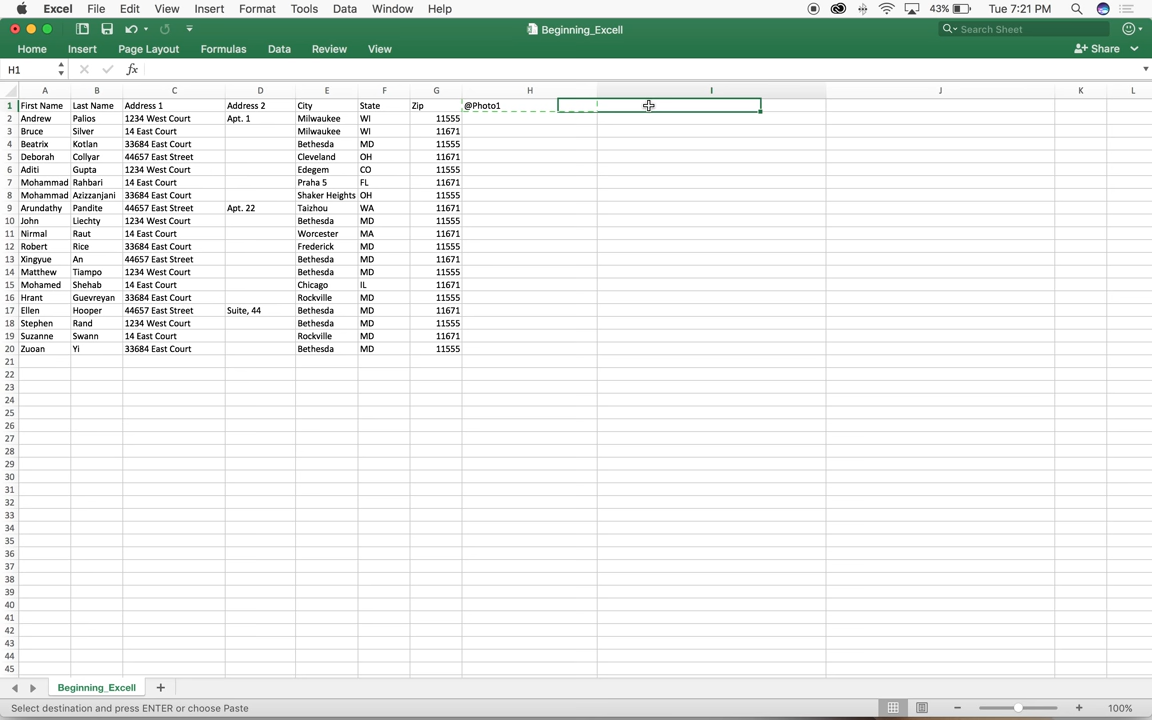 Excel File Edit View Insert Format Tools Data Window Help 43% Tue 7:21 PM
Beginning_Excell Search Sheet
Home Insert Page Layout Formulas Data Review View Share
H1 fx
A B C D E F G H I J K L
1 First Name Last Name Address 1 Address 2 City State Zip @Photo1
2 Andrew Palios 1234 West Court Apt. 1 Milwaukee WI 11555
3 Bruce Silver 14 East Court Milwaukee WI 11671
4 Beatrix Kotlan 33684 East Court Bethesda MD 11555
5 Deborah Collyar 44657 East Street Cleveland OH 11671
6 Aditi Gupta 1234 West Court Edegem CO 11555
7 Mohammad Rahbari 14 East Court Praha 5 FL 11671
8 Mohammad Azizzanjani 33684 East Court Shaker Heights OH 11555
9 Arundathy Pandite 44657 East Street Apt. 22 Taizhou WA 11671
10 John Liechty 1234 West Court Bethesda MD 11555
11 Nirmal Raut 14 East Court Worcester MA 11671
12 Robert Rice 33684 East Court Frederick MD 11555
13 Xingyue An 44657 East Street Bethesda MD 11671
14 Matthew Tiampo 1234 West Court Bethesda MD 11555
15 Mohamed Shehab 14 East Court Chicago IL 11671
16 Hrant Guevreyan 33684 East Court Rockville MD 11555
17 Ellen Hooper 44657 East Street Suite, 44 Bethesda MD 11671
18 Stephen Rand 1234 West Court Bethesda MD 11555
19 Suzanne Swann 14 East Court Rockville MD 11671
20 Zuoan Yi 33684 East Court Bethesda MD 11555
21
22
23
24
25
26
27
28
29
30
31
32
33
34
35
36
37
38
39
40
41
42
43
44
45
Beginning_Excell
Select destination and press ENTER or choose Paste 100%